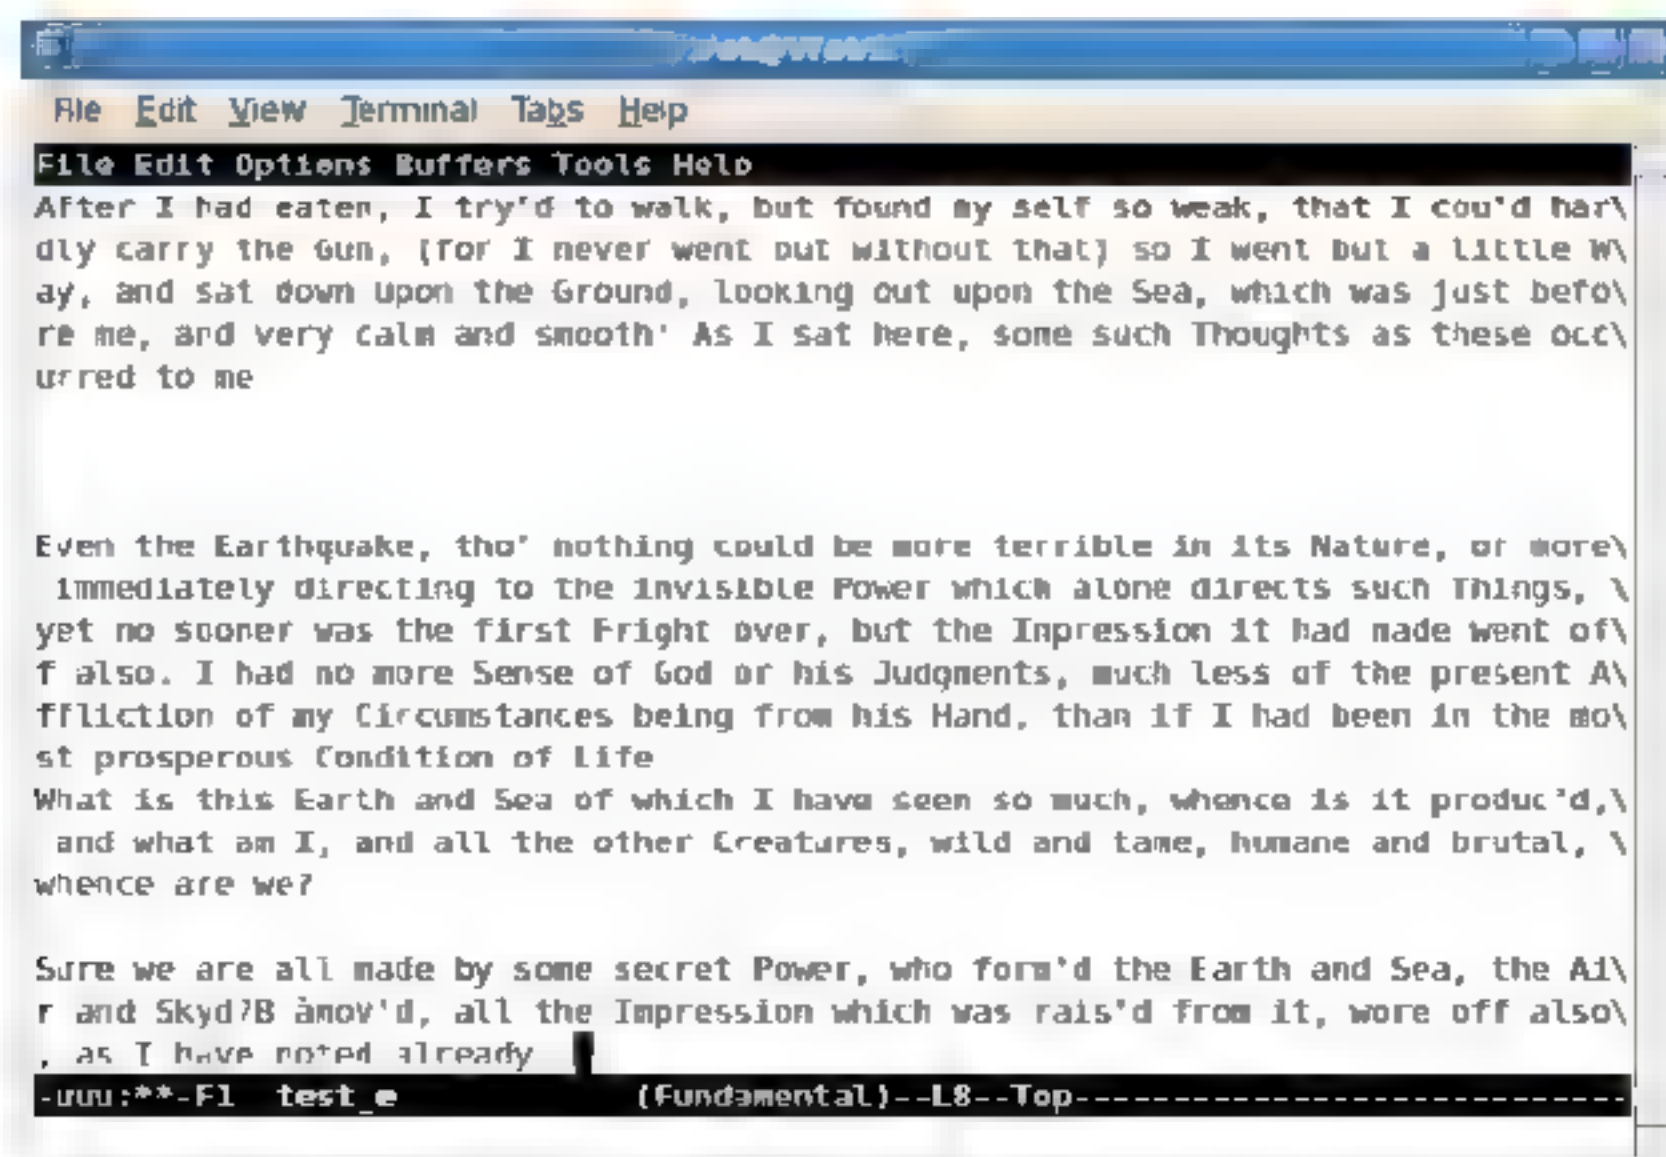 File Edit View Terminal Tabs Help
File Edit Options Buffers Tools Help
After I had eaten, I try'd to walk, but found my self so weak, that I cou'd har\
dly carry the Gun, (for I never went out without that) so I went but a little W\
ay, and sat down upon the Ground, looking out upon the Sea, which was just befo\
re me, and very calm and smooth' As I sat here, some such Thoughts as these occ\
urred to me
Even the Earthquake, tho' nothing could be more terrible in its Nature, or more\
immediately directing to the invisible Power which alone directs such Things, \
yet no sooner was the first Fright over, but the Impression it had made went of\
f also. I had no more Sense of God or his Judgments, much less of the present A\
ffliction of my Circumstances being from his Hand, than if I had been in the mo\
st prosperous Condition of Life
What is this Earth and Sea of which I have seen so much, whence is it produc'd,\
and what am I, and all the other Creatures, wild and tame, humane and brutal, \
whence are we?
Sure we are all made by some secret Power, who form'd the Earth and Sea, the Ai\
r and Skyd?B àmov'd, all the Impression which was rais'd from it, wore off also\
, as I have noted already
-uuu:**-F1 test_e (Fundamental)--L8--Top----------------------------